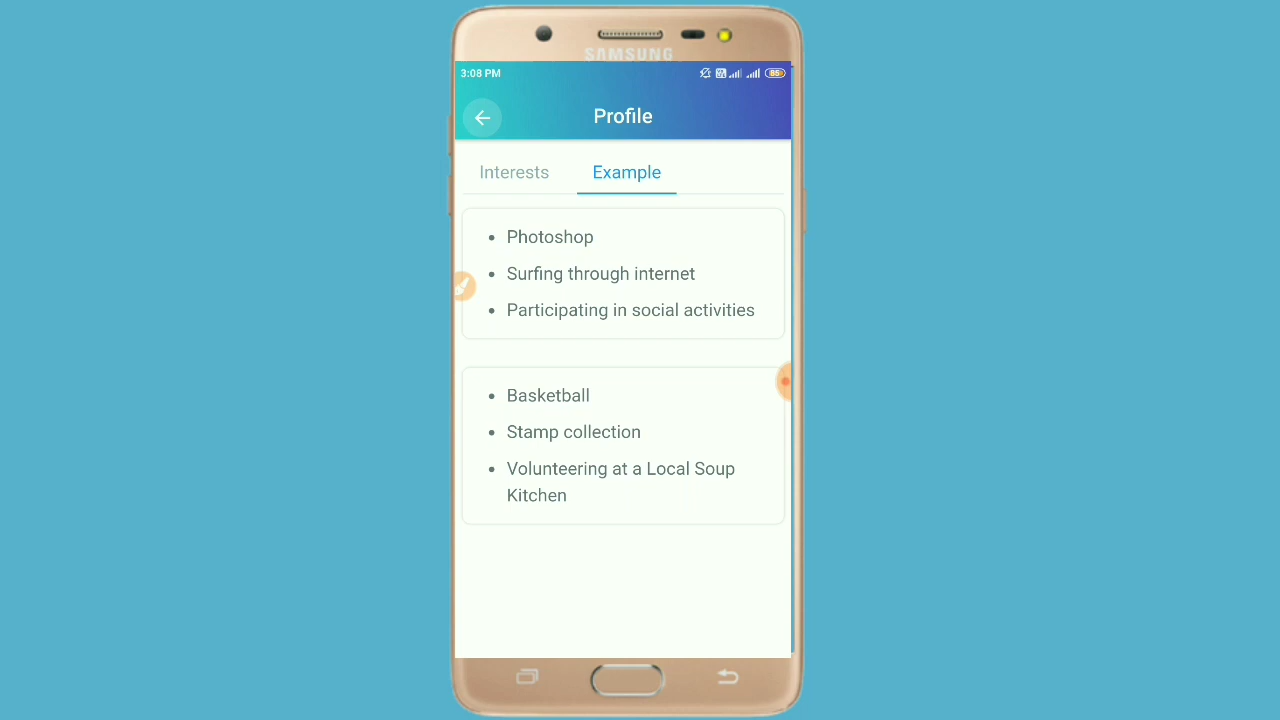 SAMSUNG
3:08 PM
85
Profile
Interests Example
• Photoshop
• Surfing through internet
• Participating in social activities
• Basketball
• Stamp collection
• Volunteering at a Local Soup
Kitchen